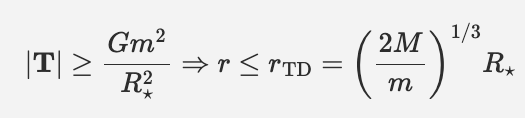 |T| ≥ Gm²/R⋆² ⇒ r ≤ r_TD = (2M/m)^{1/3} R⋆